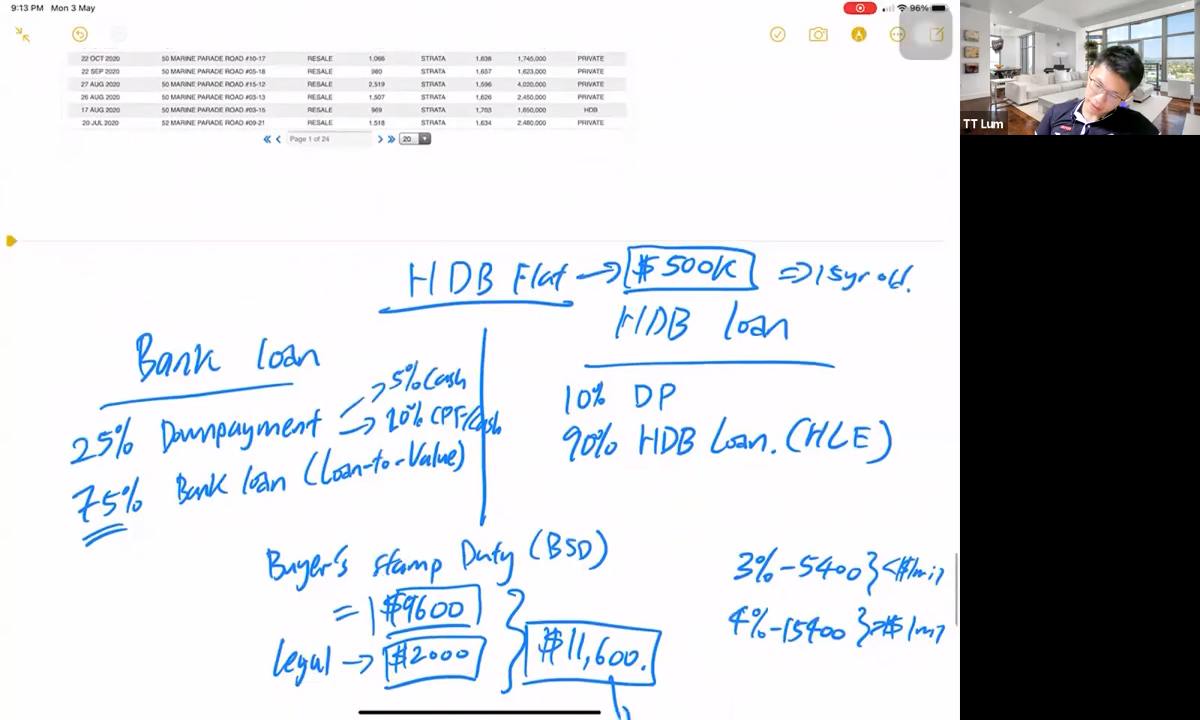 9:13 PM Mon 3 May
96%
22 OCT 2020 50 MARINE PARADE ROAD #10-17 RESALE 1,066 STRATA 1,638 1,745,000 PRIVATE
22 SEP 2020 50 MARINE PARADE ROAD #05-18 RESALE 980 STRATA 1,657 1,623,000 PRIVATE
27 AUG 2020 50 MARINE PARADE ROAD #15-12 RESALE 2,519 STRATA 1,596 4,020,000 PRIVATE
26 AUG 2020 50 MARINE PARADE ROAD #03-13 RESALE 1,507 STRATA 1,626 2,450,000 PRIVATE
17 AUG 2020 50 MARINE PARADE ROAD #03-15 RESALE 969 STRATA 1,703 1,650,000 HDB
20 JUL 2020 52 MARINE PARADE ROAD #09-21 RESALE 1,518 STRATA 1,634 2,480,000 PRIVATE
Page 1 of 24 20
TT Lum
HDB Flat → $500K ⇒ 15yr old.
Bank loan
25% Downpayment → 5% Cash
→ 20% CPF/Cash
75% Bank loan (Loan-to-Value)
HDB loan
10% DP
90% HDB Loan. (HLE)
Buyer's Stamp Duty (BSD)
= $9600
legal → $2000
$11,600.
3% - 5400 } <$1mi)
4% - 15400 } >$1m)